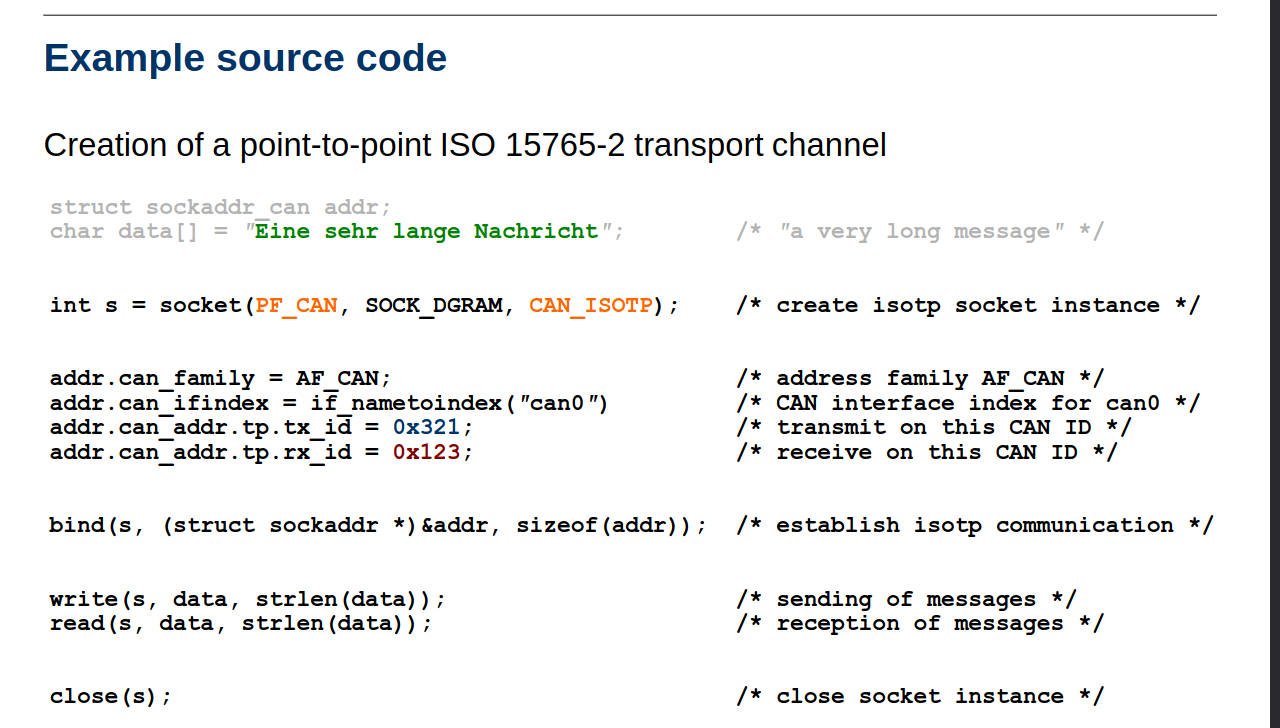 Example source code
Creation of a point-to-point ISO 15765-2 transport channel
struct sockaddr_can addr;
char data[] = "Eine sehr lange Nachricht"; /* "a very long message" */
int s = socket(PF_CAN, SOCK_DGRAM, CAN_ISOTP); /* create isotp socket instance */
addr.can_family = AF_CAN; /* address family AF_CAN */
addr.can_ifindex = if_nametoindex("can0") /* CAN interface index for can0 */
addr.can_addr.tp.tx_id = 0x321; /* transmit on this CAN ID */
addr.can_addr.tp.rx_id = 0x123; /* receive on this CAN ID */
bind(s, (struct sockaddr *)&addr, sizeof(addr)); /* establish isotp communication */
write(s, data, strlen(data)); /* sending of messages */
read(s, data, strlen(data)); /* reception of messages */
close(s); /* close socket instance */